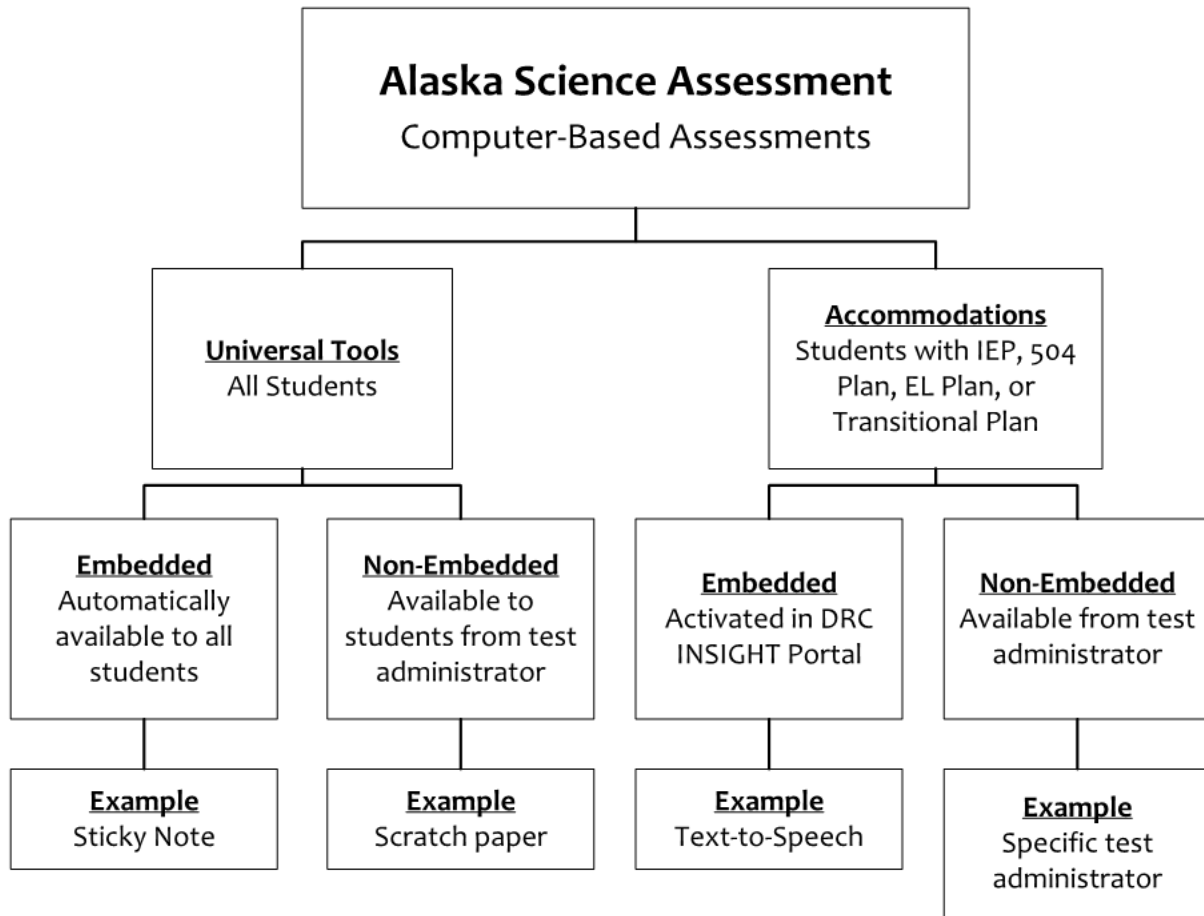 Alaska Science Assessment
Computer-Based Assessments
Universal Tools
All Students
Accommodations
Students with IEP, 504
Plan, EL Plan, or
Transitional Plan
Embedded
Automatically
available to all
students
Non-Embedded
Available to
students from test
administrator
Embedded
Activated in DRC
INSIGHT Portal
Non-Embedded
Available from test
administrator
Example
Sticky Note
Example
Scratch paper
Example
Text-to-Speech
Example
Specific test
administrator